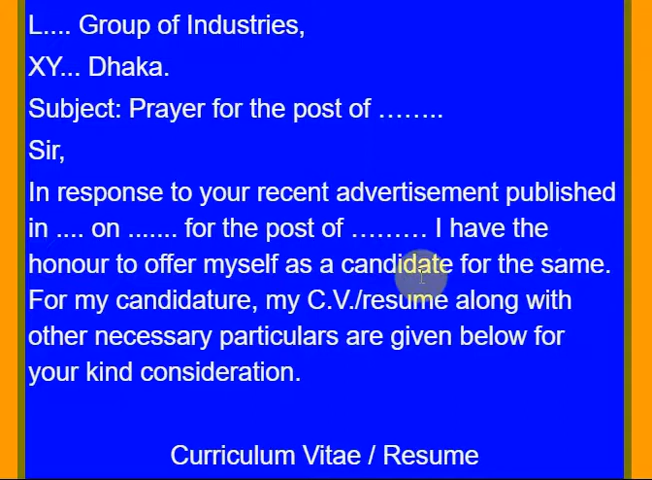 L.... Group of Industries,
XY... Dhaka.
Subject: Prayer for the post of ……..
Sir,
In response to your recent advertisement published
in .... on ....... for the post of ……… I have the
honour to offer myself as a candidate for the same.
For my candidature, my C.V./resume along with
other necessary particulars are given below for
your kind consideration.
Curriculum Vitae / Resume